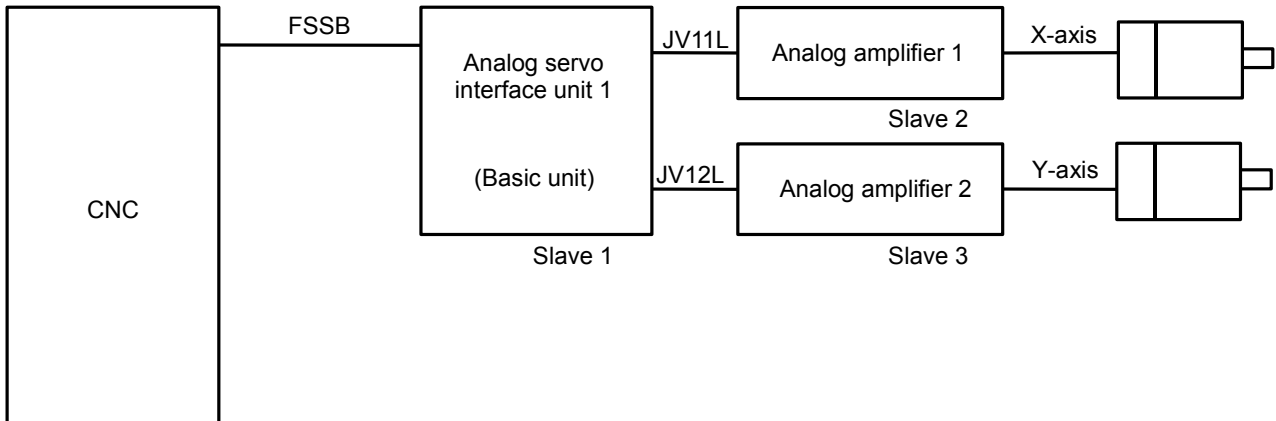 FSSB
Analog servo
interface unit 1
(Basic unit)
Slave 1
JV11L
Analog amplifier 1
Slave 2
X-axis
JV12L
Analog amplifier 2
Slave 3
Y-axis
CNC